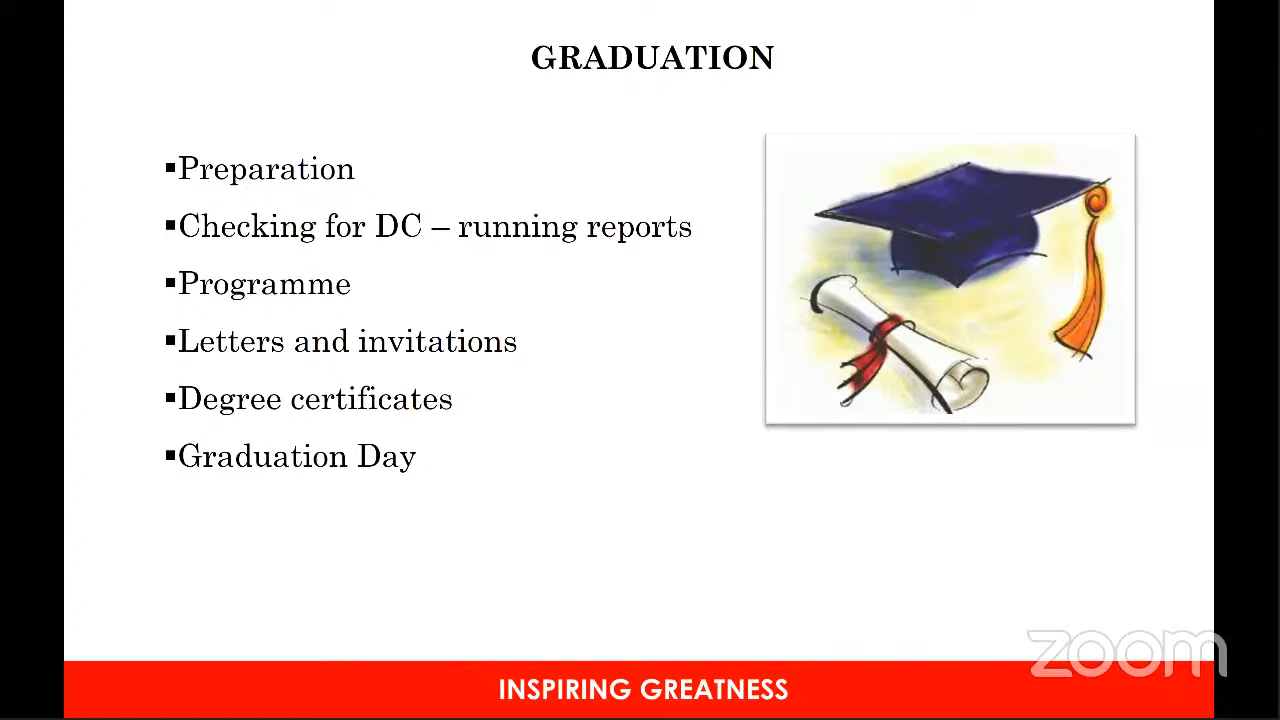 GRADUATION
▪Preparation
▪Checking for DC – running reports
▪Programme
▪Letters and invitations
▪Degree certificates
▪Graduation Day
zoom
INSPIRING GREATNESS